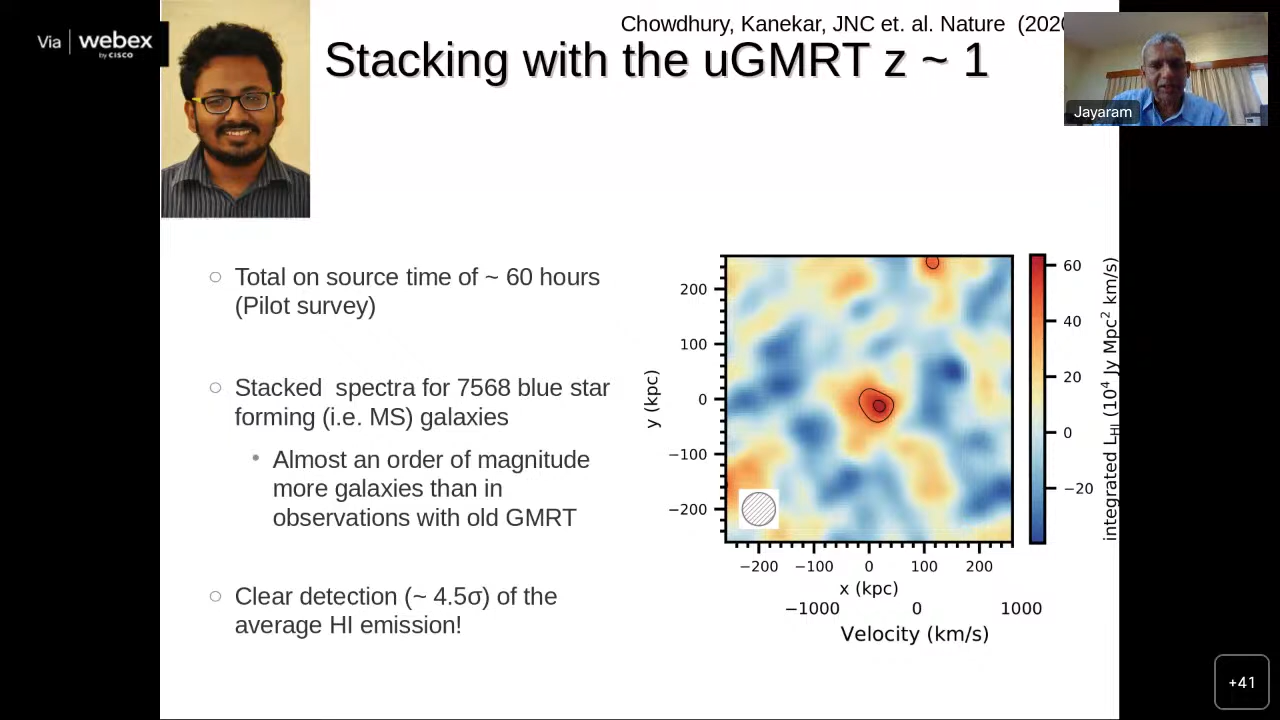 Via | webex
by CISCO
Chowdhury, Kanekar, JNC et. al. Nature (202
Stacking with the uGMRT z ~ 1
Jayaram
Total on source time of ~ 60 hours
(Pilot survey)
Stacked spectra for 7568 blue star
forming (i.e. MS) galaxies
Almost an order of magnitude
more galaxies than in
observations with old GMRT
Clear detection (~ 4.5σ) of the
average HI emission!
y (kpc)
200
100
0
−100
−200
−200 −100 0 100 200
x (kpc)
−1000 0 1000
Velocity (km/s)
60
40
20
0
−20
integrated L_HI (10⁴ Jy Mpc² km/s)
+41